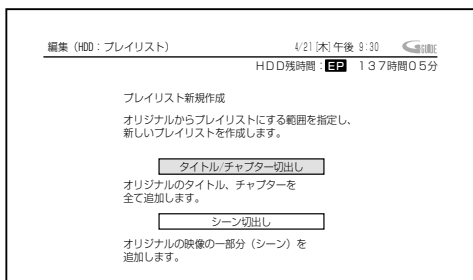 編集（HDD：プレイリスト） 4/21[木]午後 9:30 GGUIDE
HDD残時間：EP 137時間05分
プレイリスト新規作成
オリジナルからプレイリストにする範囲を指定し、
新しいプレイリストを作成します。
タイトル/チャプター切出し
オリジナルのタイトル、チャプターを
全て追加します。
シーン切出し
オリジナルの映像の一部分（シーン）を
追加します。